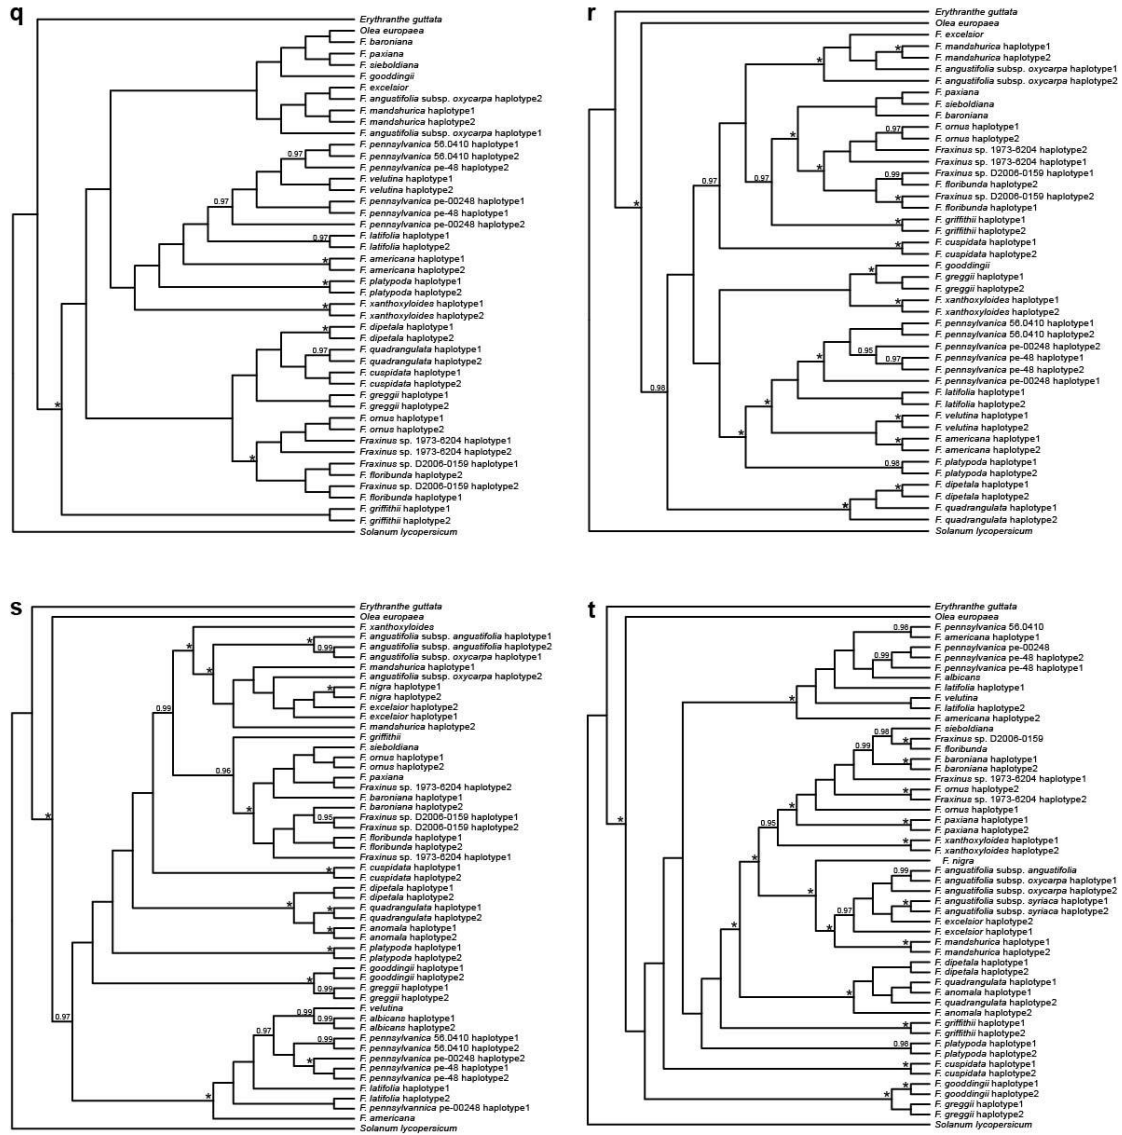 q
Erythranthe guttata
Olea europaea
F. baroniana
F. paxiana
F. sieboldiana
F. gooddingii
F. excelsior
F. angustifolia subsp. oxycarpa haplotype2
F. mandshurica haplotype1
F. mandshurica haplotype2
F. angustifolia subsp. oxycarpa haplotype1
F. pennsylvanica 56.0410 haplotype1
0.97
F. pennsylvanica 56.0410 haplotype2
F. pennsylvanica pe-48 haplotype2
F. velutina haplotype1
F. velutina haplotype2
0.97
F. pennsylvanica pe-00248 haplotype1
F. pennsylvanica pe-48 haplotype1
F. pennsylvanica pe-00248 haplotype2
0.97
F. latifolia haplotype1
F. latifolia haplotype2
F. americana haplotype1
*
F. americana haplotype2
F. platypoda haplotype1
*
F. platypoda haplotype2
F. xanthoxyloides haplotype1
*
F. xanthoxyloides haplotype2
F. dipetala haplotype1
*
F. dipetala haplotype2
F. quadrangulata haplotype1
0.97
F. quadrangulata haplotype2
F. cuspidata haplotype1
F. cuspidata haplotype2
F. greggii haplotype1
F. greggii haplotype2
*
F. ornus haplotype1
F. ornus haplotype2
Fraxinus sp. 1973-6204 haplotype1
Fraxinus sp. 1973-6204 haplotype2
*
Fraxinus sp. D2006-0159 haplotype1
F. floribunda haplotype2
Fraxinus sp. D2006-0159 haplotype2
F. floribunda haplotype1
F. griffithii haplotype1
F. griffithii haplotype2
Solanum lycopersicum
r
Erythranthe guttata
Olea europaea
F. excelsior
F. mandshurica haplotype1
*
F. mandshurica haplotype2
*
F. angustifolia subsp. oxycarpa haplotype1
F. angustifolia subsp. oxycarpa haplotype2
F. paxiana
F. sieboldiana
F. baroniana
F. ornus haplotype1
0.97
*
F. ornus haplotype2
Fraxinus sp. 1973-6204 haplotype2
Fraxinus sp. 1973-6204 haplotype1
*
Fraxinus sp. D2006-0159 haplotype1
0.99
0.97
0.97
F. floribunda haplotype2
Fraxinus sp. D2006-0159 haplotype2
*
*
F. floribunda haplotype1
F. griffithii haplotype1
*
F. griffithii haplotype2
F. cuspidata haplotype1
*
F. cuspidata haplotype2
F. gooddingii
*
F. greggii haplotype1
F. greggii haplotype2
F. xanthoxyloides haplotype1
*
F. xanthoxyloides haplotype2
F. pennsylvanica 56.0410 haplotype1
F. pennsylvanica 56.0410 haplotype2
F. pennsylvanica pe-00248 haplotype2
0.95
*
F. pennsylvanica pe-48 haplotype1
0.97
F. pennsylvanica pe-48 haplotype2
F. pennsylvanica pe-00248 haplotype1
0.98
F. latifolia haplotype1
*
F. latifolia haplotype2
F. velutina haplotype1
*
F. velutina haplotype2
*
F. americana haplotype1
*
F. americana haplotype2
F. platypoda haplotype1
0.98
F. platypoda haplotype2
F. dipetala haplotype1
*
F. dipetala haplotype2
*
F. quadrangulata haplotype1
F. quadrangulata haplotype2
Solanum lycopersicum
s
Erythranthe guttata
Olea europaea
F. xanthoxyloides
F. angustifolia subsp. angustifolia haplotype1
*
*
F. angustifolia subsp. angustifolia haplotype2
0.99
F. angustifolia subsp. oxycarpa haplotype1
F. mandshurica haplotype1
*
F. angustifolia subsp. oxycarpa haplotype2
F. nigra haplotype1
*
F. nigra haplotype2
F. excelsior haplotype2
0.99
F. excelsior haplotype1
F. mandshurica haplotype2
F. griffithii
F. sieboldiana
F. ornus haplotype1
F. ornus haplotype2
0.96
F. paxiana
Fraxinus sp. 1973-6204 haplotype2
F. baroniana haplotype1
F. baroniana haplotype2
*
Fraxinus sp. D2006-0159 haplotype1
0.95
*
Fraxinus sp. D2006-0159 haplotype2
F. floribunda haplotype1
F. floribunda haplotype2
Fraxinus sp. 1973-6204 haplotype1
F. cuspidata haplotype1
*
F. cuspidata haplotype2
F. dipetala haplotype1
F. dipetala haplotype2
*
F. quadrangulata haplotype1
*
F. quadrangulata haplotype2
F. anomala haplotype1
*
F. anomala haplotype2
F. platypoda haplotype1
*
F. platypoda haplotype2
F. gooddingii haplotype1
F. gooddingii haplotype2
*
F. greggii haplotype1
0.99
F. greggii haplotype2
F. velutina
0.99
0.97
F. albicans haplotype1
0.99
F. albicans haplotype2
0.97
F. pennsylvanica 56.0410 haplotype1
0.99
F. pennsylvanica 56.0410 haplotype2
F. pennsylvanica pe-00248 haplotype2
*
F. pennsylvanica pe-48 haplotype1
F. pennsylvanica pe-48 haplotype2
F. latifolia haplotype1
*
F. latifolia haplotype2
F. pennsylvannica pe-00248 haplotype1
F. americana
Solanum lycopersicum
t
Erythranthe guttata
Olea europaea
F. pennsylvanica 56.0410
0.98
F. americana haplotype1
F. pennsylvanica pe-00248
0.99
F. pennsylvanica pe-48 haplotype2
F. pennsylvanica pe-48 haplotype1
F. albicans
F. latifolia haplotype1
*
F. velutina
F. latifolia haplotype2
F. americana haplotype2
F. sieboldiana
0.98
Fraxinus sp. D2006-0159
*
0.99
F. floribunda
F. baroniana haplotype1
*
F. baroniana haplotype2
Fraxinus sp. 1973-6204 haplotype1
F. ornus haplotype2
*
Fraxinus sp. 1973-6204 haplotype2
*
F. ornus haplotype1
*
F. paxiana haplotype1
*
0.95
F. paxiana haplotype2
F. xanthoxyloides haplotype1
*
F. xanthoxyloides haplotype2
*
F. nigra
F. angustifolia subsp. angustifolia
0.99
F. angustifolia subsp. oxycarpa haplotype1
F. angustifolia subsp. oxycarpa haplotype2
*
F. angustifolia subsp. syriaca haplotype1
*
F. angustifolia subsp. syriaca haplotype2
0.97
F. excelsior haplotype2
*
F. excelsior haplotype1
*
F. mandshurica haplotype1
*
F. mandshurica haplotype2
F. dipetala haplotype1
F. dipetala haplotype2
F. quadrangulata haplotype1
F. anomala haplotype1
*
F. quadrangulata haplotype2
F. anomala haplotype2
F. griffithii haplotype1
*
F. griffithii haplotype2
F. platypoda haplotype1
0.98
F. platypoda haplotype2
F. cuspidata haplotype1
*
F. cuspidata haplotype2
F. gooddingii haplotype1
*
F. gooddingii haplotype2
*
F. greggii haplotype1
F. greggii haplotype2
Solanum lycopersicum